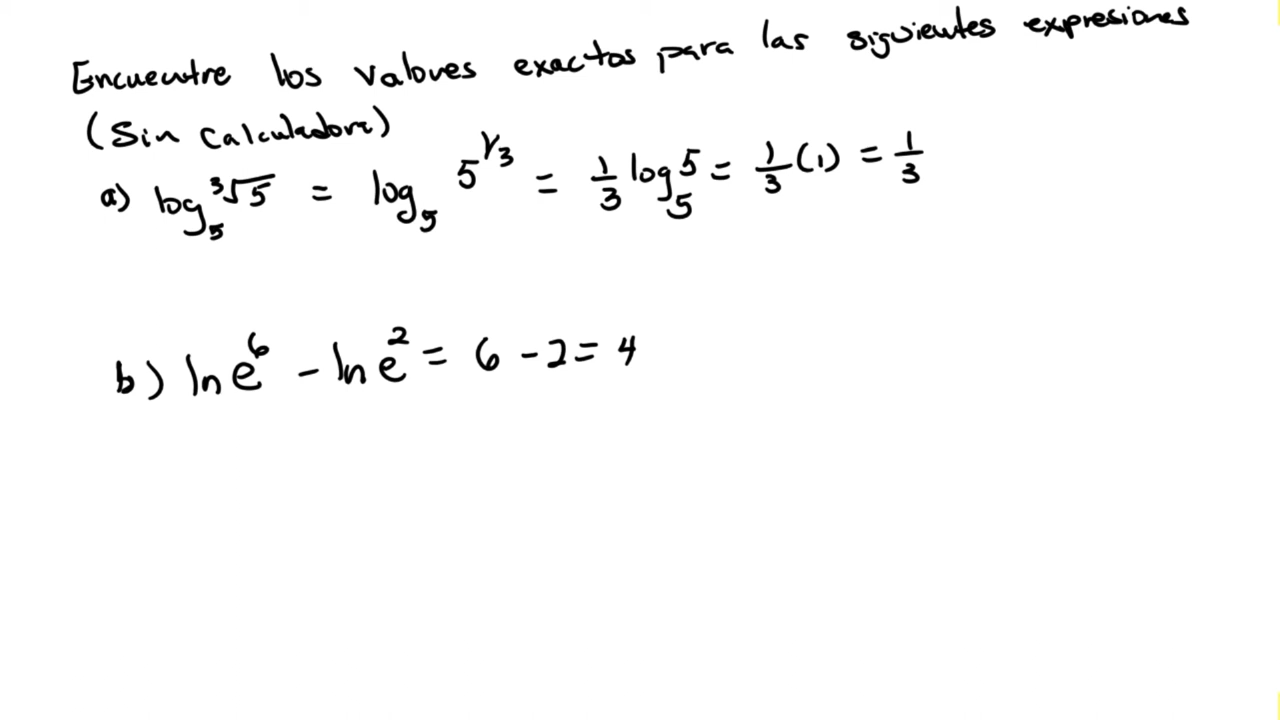 Encuentre los valores exactos para las siguientes expresiones
(Sin calculadora)
a) log₅ ³√5 = log₅ 5^1/3 = 1/3 log₅ 5 = 1/3 (1) = 1/3
b) ln e⁶ - ln e² = 6 - 2 = 4